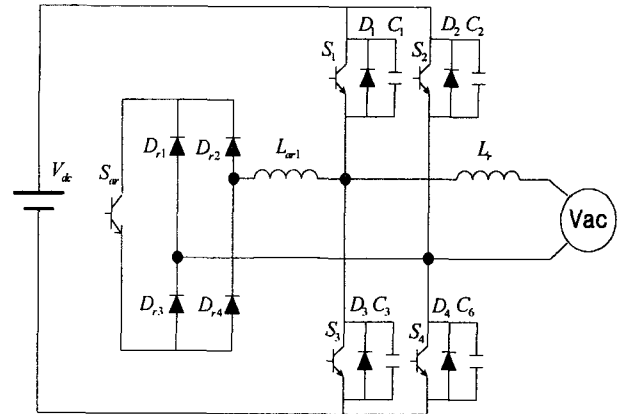 D1 C1
D2 C2
S1
S2
Dr1
Dr2
Lar1
Lr
Vdc
Sar
Vac
Dr3
Dr4
D3 C3
D4 C6
S3
S4